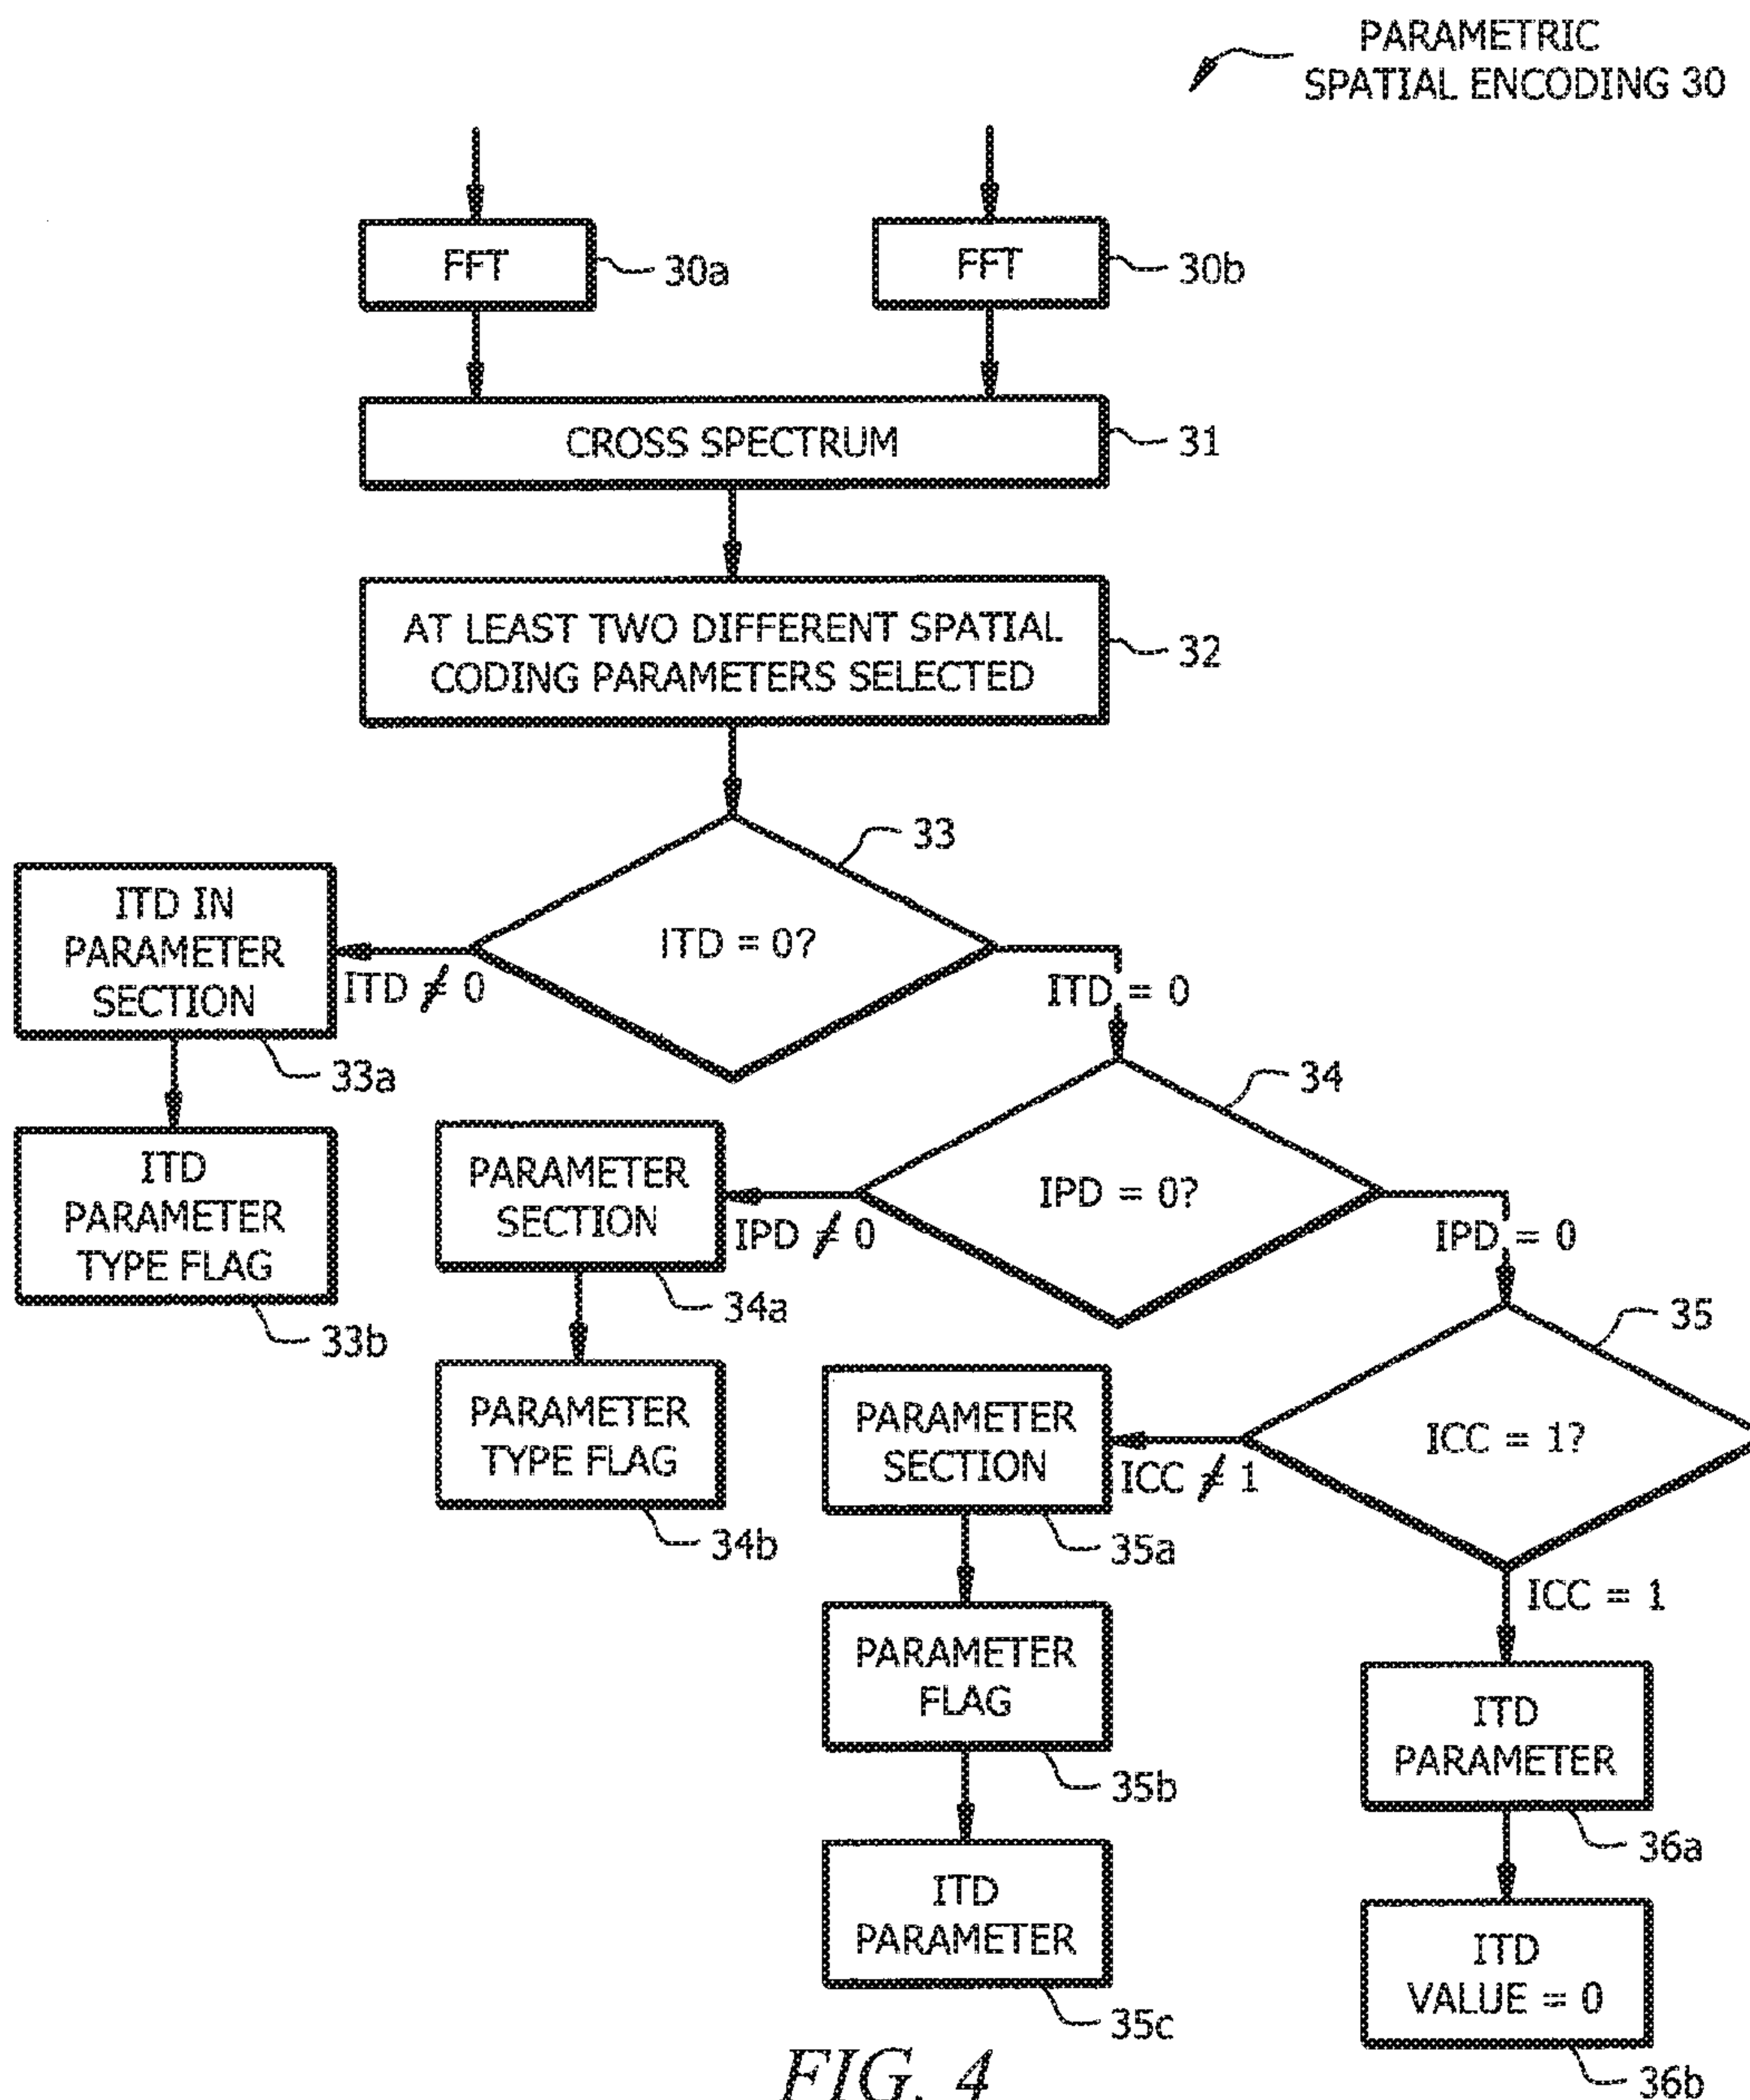 PARAMETRIC
SPATIAL ENCODING 30
FFT
30a
FFT
30b
CROSS SPECTRUM
31
AT LEAST TWO DIFFERENT SPATIAL
CODING PARAMETERS SELECTED
32
33
ITD = 0?
ITD IN
PARAMETER
SECTION
ITD ≠ 0
ITD = 0
33a
34
ITD
PARAMETER
TYPE FLAG
33b
IPD = 0?
PARAMETER
SECTION
IPD ≠ 0
IPD = 0
34a
35
PARAMETER
TYPE FLAG
34b
ICC = 1?
PARAMETER
SECTION
ICC ≠ 1
35a
ICC = 1
PARAMETER
FLAG
35b
ITD
PARAMETER
36a
ITD
PARAMETER
35c
ITD
VALUE = 0
36b
FIG. 4